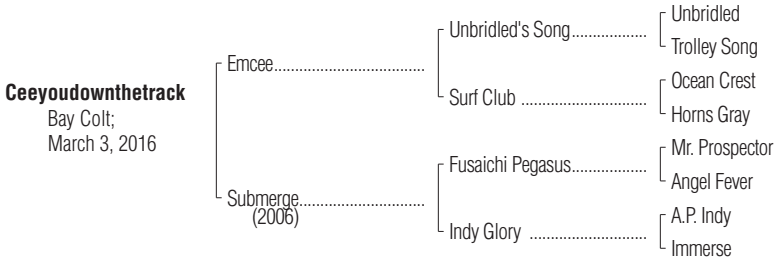 Ceeyoudownthetrack
Bay Colt;
March 3, 2016
Emcee
Submerge
(2006)
Unbridled's Song
Surf Club
Fusaichi Pegasus
Indy Glory
Unbridled
Trolley Song
Ocean Crest
Horns Gray
Mr. Prospector
Angel Fever
A.P. Indy
Immerse